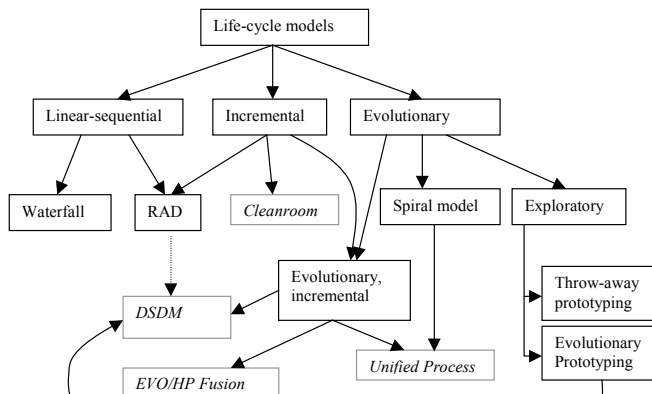 Life-cycle models
Linear-sequential
Incremental
Evolutionary
Waterfall
RAD
Cleanroom
Spiral model
Exploratory
Evolutionary,
incremental
Throw-away
prototyping
DSDM
Evolutionary
Prototyping
Unified Process
EVO/HP Fusion